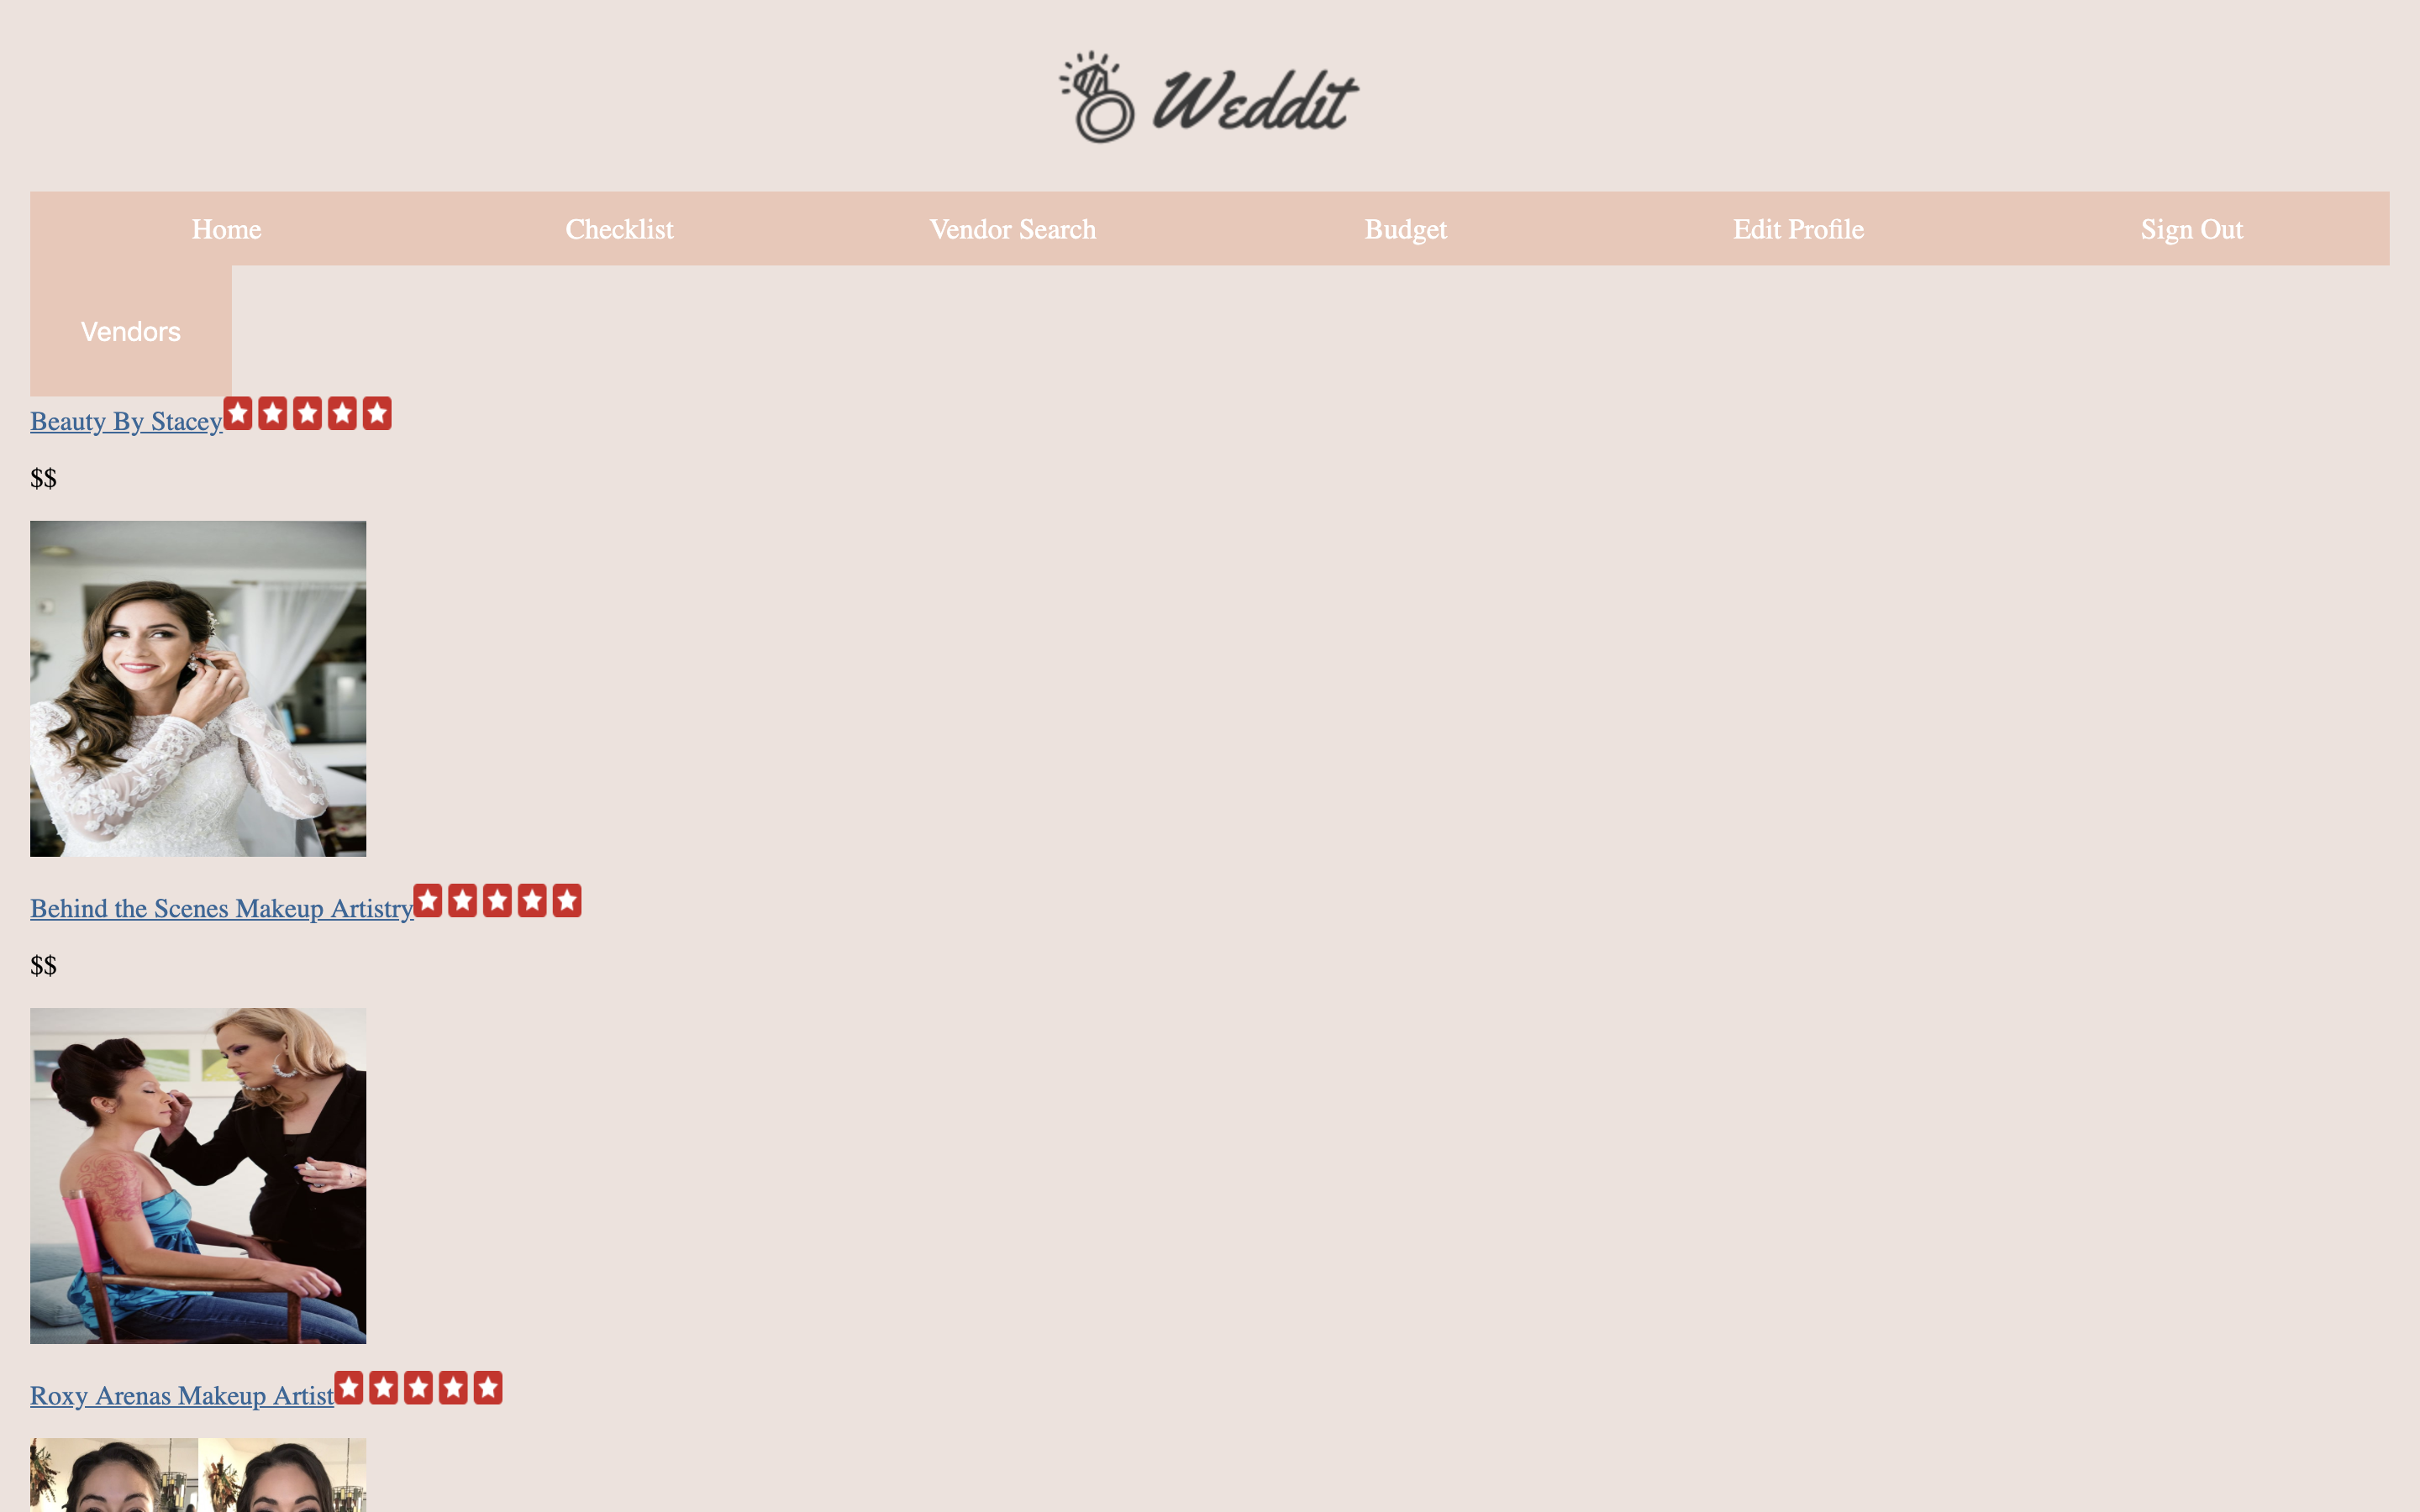 Weddit
Home Checklist Vendor Search Budget Edit Profile Sign Out
Vendors
Beauty By Stacey
$$
Behind the Scenes Makeup Artistry
$$
Roxy Arenas Makeup Artist